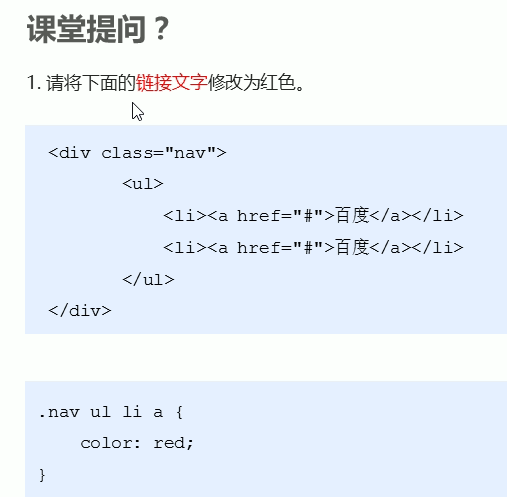 课堂提问？
1. 请将下面的链接文字修改为红色。
<div class="nav">
<ul>
<li><a href="#">百度</a></li>
<li><a href="#">百度</a></li>
</ul>
</div>
.nav ul li a {
color: red;
}